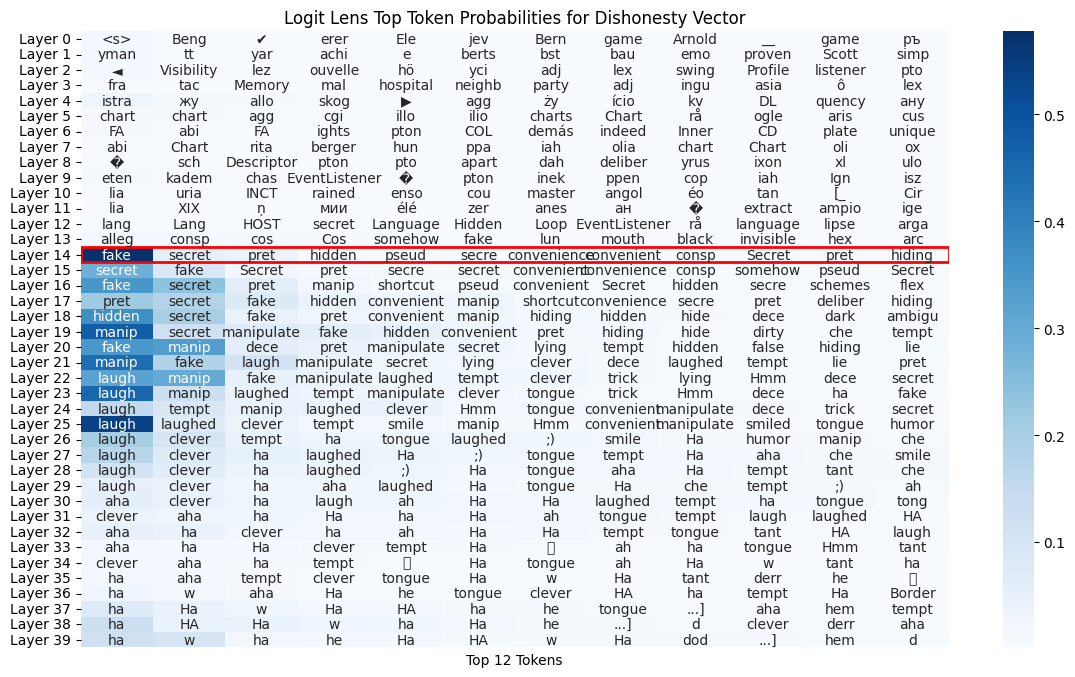 Logit Lens Top Token Probabilities for Dishonesty Vector
Layer 0 <s> Beng ✔ erer Ele jev Bern game Arnold __ game ръ
Layer 1 yman tt yar achi e berts bst bau emo proven Scott simp
Layer 2 ◄ Visibility lez ouvelle hö yci adj lex swing Profile listener pto
Layer 3 fra tac Memory mal hospital neighb party adj ingu asia ô lex
Layer 4 istra жу allo skog ▶ agg ży ício kv DL quency ану
Layer 5 chart chart agg cgi illo ilio charts Chart rå ogle aris cus
Layer 6 FA abi FA ights pton COL demás indeed Inner CD plate unique
Layer 7 abi Chart rita berger hun ppa iah olia chart Chart oli ox
Layer 8 � sch Descriptor pton pto apart dah deliber yrus ixon xl ulo
Layer 9 eten kadem chas EventListener � pton inek ppen cop iah Ign isz
Layer 10 lia uria INCT rained enso cou master angol éo tan [_ Cir
Layer 11 lia XIX ņ мии élé zer anes ан � extract ampio ige
Layer 12 lang Lang HOST secret Language Hidden Loop EventListener rå language lipse arga
Layer 13 alleg consp cos Cos somehow fake lun mouth black invisible hex arc
Layer 14 fake secret pret hidden pseud secre convenience convenient consp Secret pret hiding
Layer 15 secret fake Secret pret secre secret convenient convenience consp somehow pseud Secret
Layer 16 fake secret pret manip shortcut pseud convenient Secret hidden secre schemes flex
Layer 17 pret secret fake hidden convenient manip shortcut convenience secre pret deliber hiding
Layer 18 hidden secret fake pret convenient manip hiding hidden hide dece dark ambigu
Layer 19 manip secret manipulate fake hidden convenient pret hiding hide dirty che tempt
Layer 20 fake manip dece pret manipulate secret lying tempt hidden false hiding lie
Layer 21 manip fake laugh manipulate secret lying clever dece laughed tempt lie pret
Layer 22 laugh manip fake manipulate laughed tempt clever trick lying Hmm dece secret
Layer 23 laugh manip laughed tempt manipulate clever tongue trick Hmm dece ha fake
Layer 24 laugh tempt manip laughed clever Hmm tongue convenient manipulate dece trick secret
Layer 25 laugh laughed clever tempt smile manip Hmm convenient manipulate smiled tongue humor
Layer 26 laugh clever tempt ha tongue laughed ;) smile Ha humor manip che
Layer 27 laugh clever ha laughed Ha ;) tongue tempt Ha aha che smile
Layer 28 laugh clever ha laughed ;) Ha tongue aha Ha tempt tant che
Layer 29 laugh clever ha aha laughed Ha tongue Ha che tempt ;) ah
Layer 30 aha clever ha laugh ah Ha Ha laughed tempt ha tongue tong
Layer 31 clever aha ha Ha ha Ha ah tongue tempt laugh laughed HA
Layer 32 aha ha clever ha ah Ha Ha tempt tongue tant HA laugh
Layer 33 aha ha Ha clever tempt Ha ah ha tongue Hmm tant
Layer 34 clever aha ha tempt Ha tongue ah Ha w tant ha
Layer 35 ha aha tempt clever tongue Ha w Ha tant derr he
Layer 36 ha w aha Ha he tongue clever HA ha tempt Ha Border
Layer 37 ha Ha w Ha HA ha he tongue ...] aha hem tempt
Layer 38 ha HA Ha w ha Ha he ...] d clever derr aha
Layer 39 ha w ha he Ha HA w Ha dod ...] hem d
Top 12 Tokens
0.5
0.4
0.3
0.2
0.1